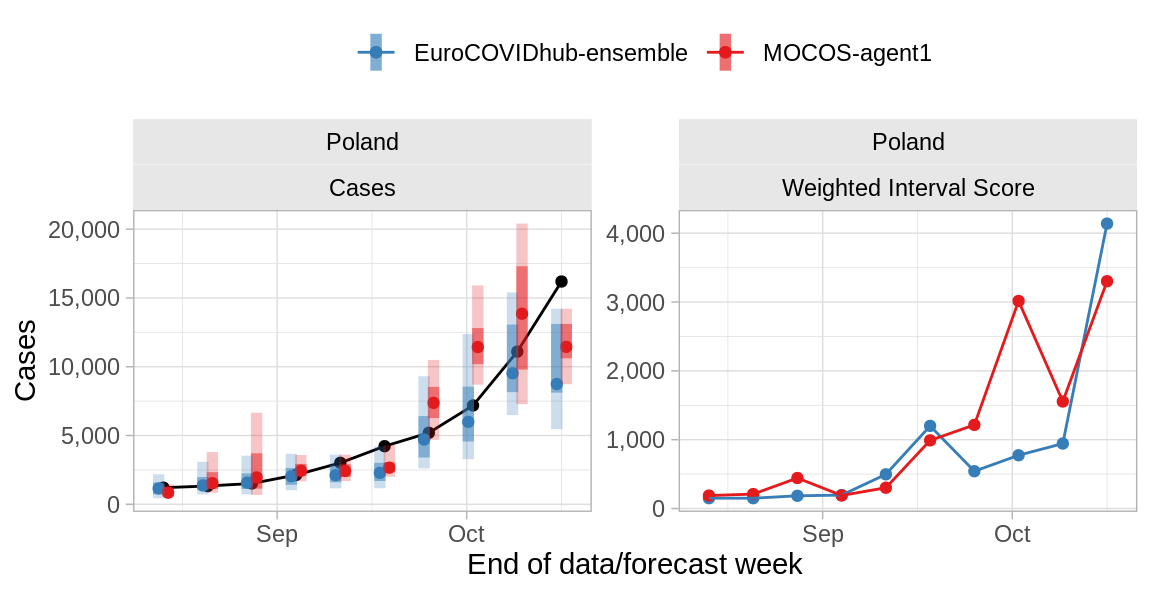 EuroCOVIDhub-ensemble MOCOS-agent1
Poland
Cases
20,000
15,000
10,000
5,000
0
Cases
Sep Oct
Poland
Weighted Interval Score
4,000
3,000
2,000
1,000
0
Sep Oct
End of data/forecast week